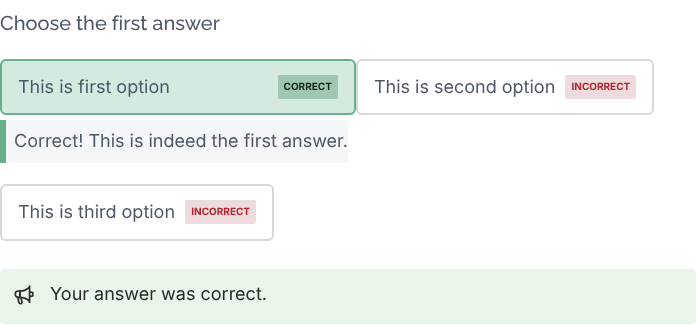 Choose the first answer
This is first option CORRECT
This is second option INCORRECT
Correct! This is indeed the first answer.
This is third option INCORRECT
Your answer was correct.